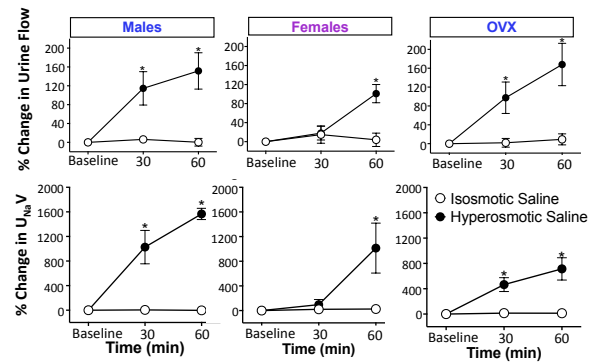 Males Females OVX
% Change in Urine Flow
200 200 200
160 160 160
120 120 120
80 80 80
40 40 40
0 0 0
* * * * *
Baseline 30 60 Baseline 30 60 Baseline 30 60
% Change in UNaV
2000 2000 2000
1600 1600 1600
1200 1200 1200
800 800 800
400 400 400
0 0 0
* * * * *
Isosmotic Saline
Hyperosmotic Saline
Baseline 30 60 Baseline 30 60 Baseline 30 60
Time (min) Time (min) Time (min)